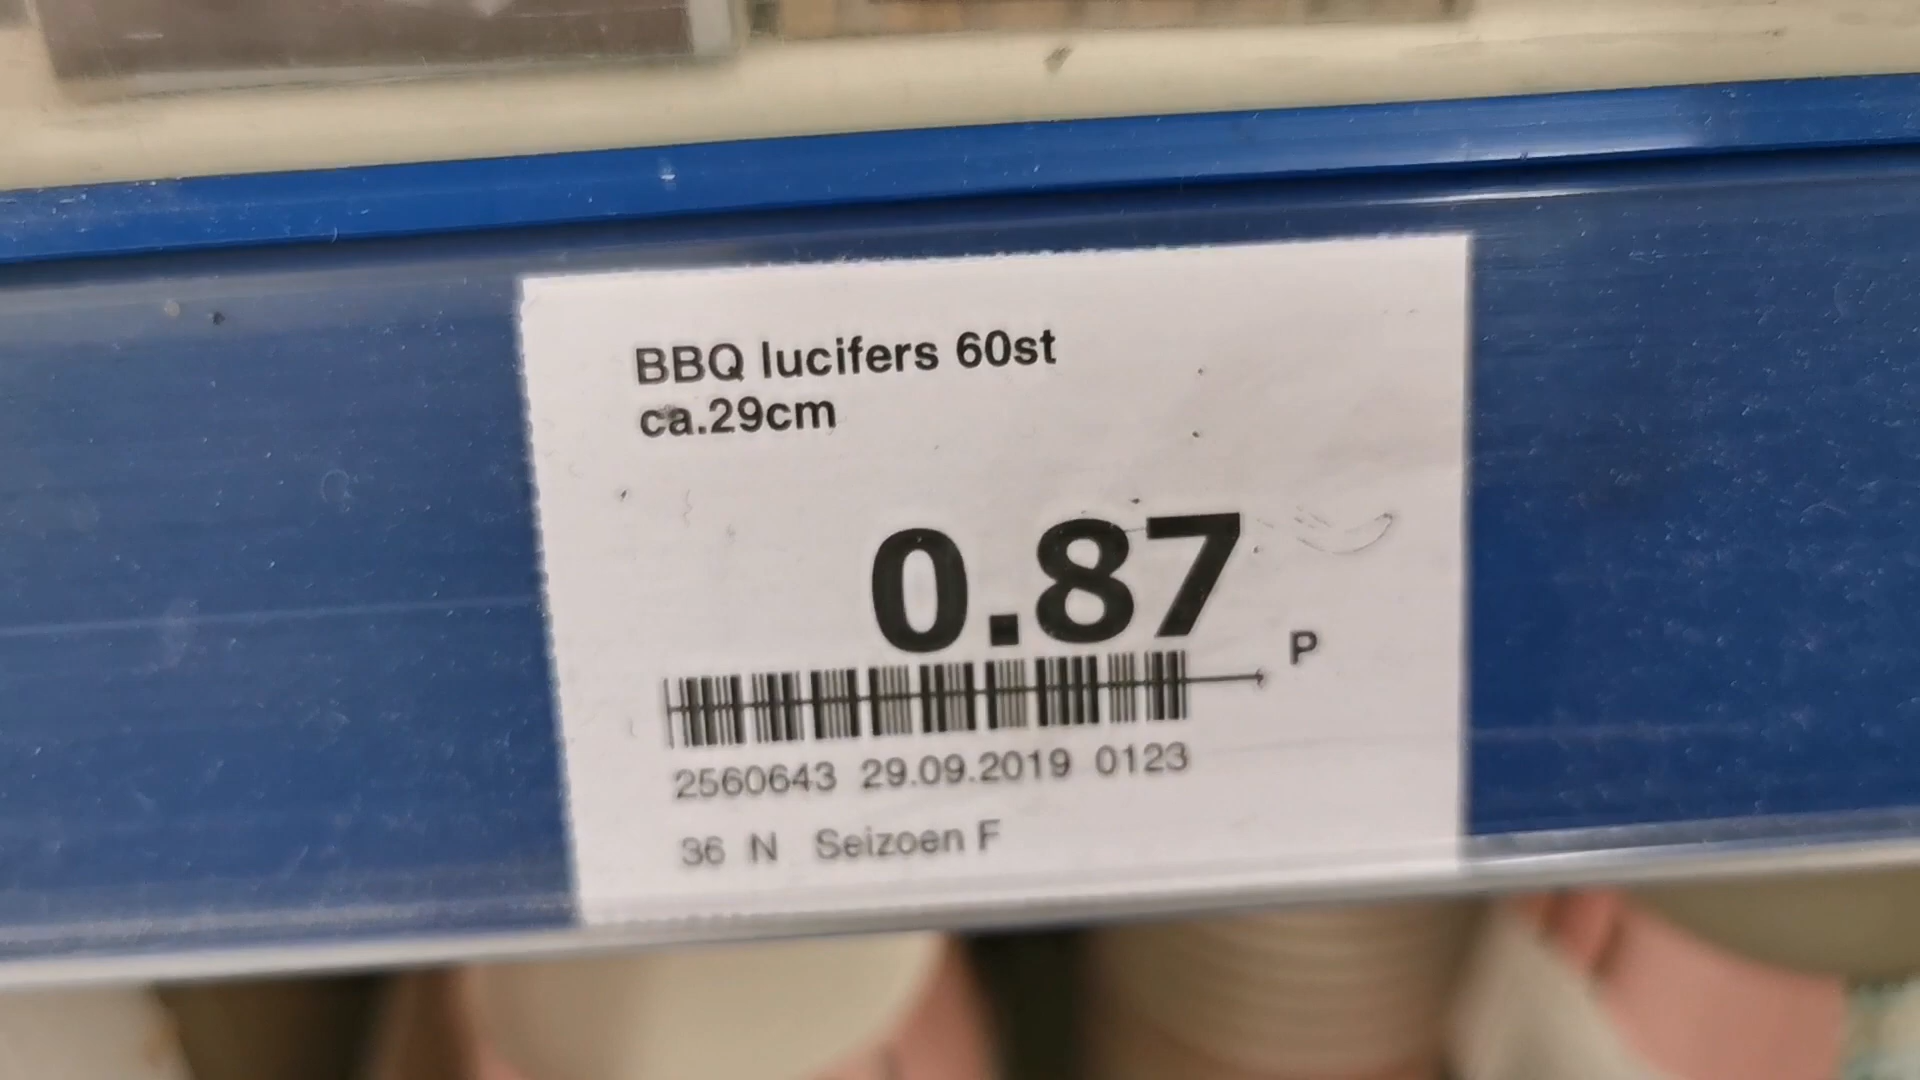 BBQ lucifers 60st
ca.29cm
0.87
P
2560643 29.09.2019 0123
36 N Seizoen F